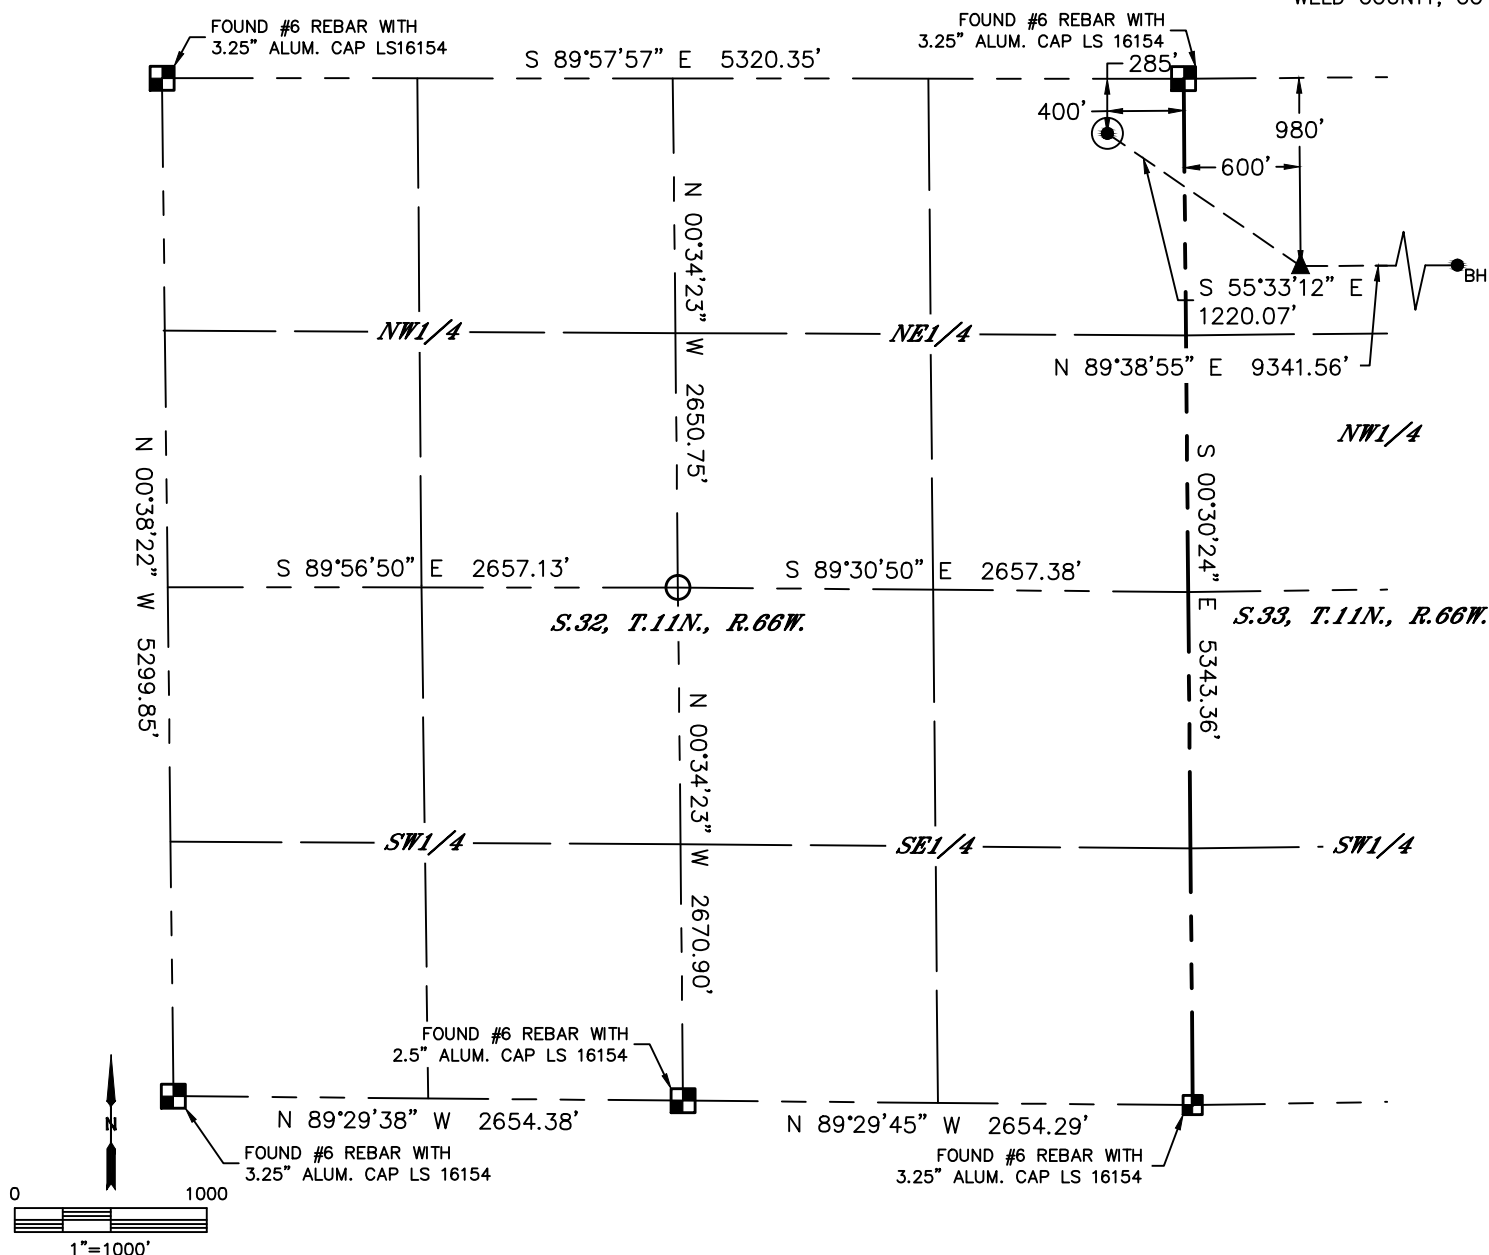 WELD COUNTY, CO
FOUND #6 REBAR WITH
3.25" ALUM. CAP LS16154
FOUND #6 REBAR WITH
3.25" ALUM. CAP LS 16154
S 89°57'57" E 5320.35'
285'
400'
980'
600'
N 00°34'23" W 2650.75'
S 55°33'12" E
1220.07'
BH
NW1/4
NE1/4
N 89°38'55" E 9341.56'
NW1/4
N 00°38'22" W 5299.85'
S 00°30'24" E 5343.36'
S 89°56'50" E 2657.13'
S 89°30'50" E 2657.38'
S.32, T.11N., R.66W.
S.33, T.11N., R.66W.
N 00°34'23" W 2670.90'
SW1/4
SE1/4
SW1/4
FOUND #6 REBAR WITH
2.5" ALUM. CAP LS 16154
N 89°29'38" W 2654.38'
N 89°29'45" W 2654.29'
N
FOUND #6 REBAR WITH
3.25" ALUM. CAP LS 16154
FOUND #6 REBAR WITH
3.25" ALUM. CAP LS 16154
0 1000
1"=1000'